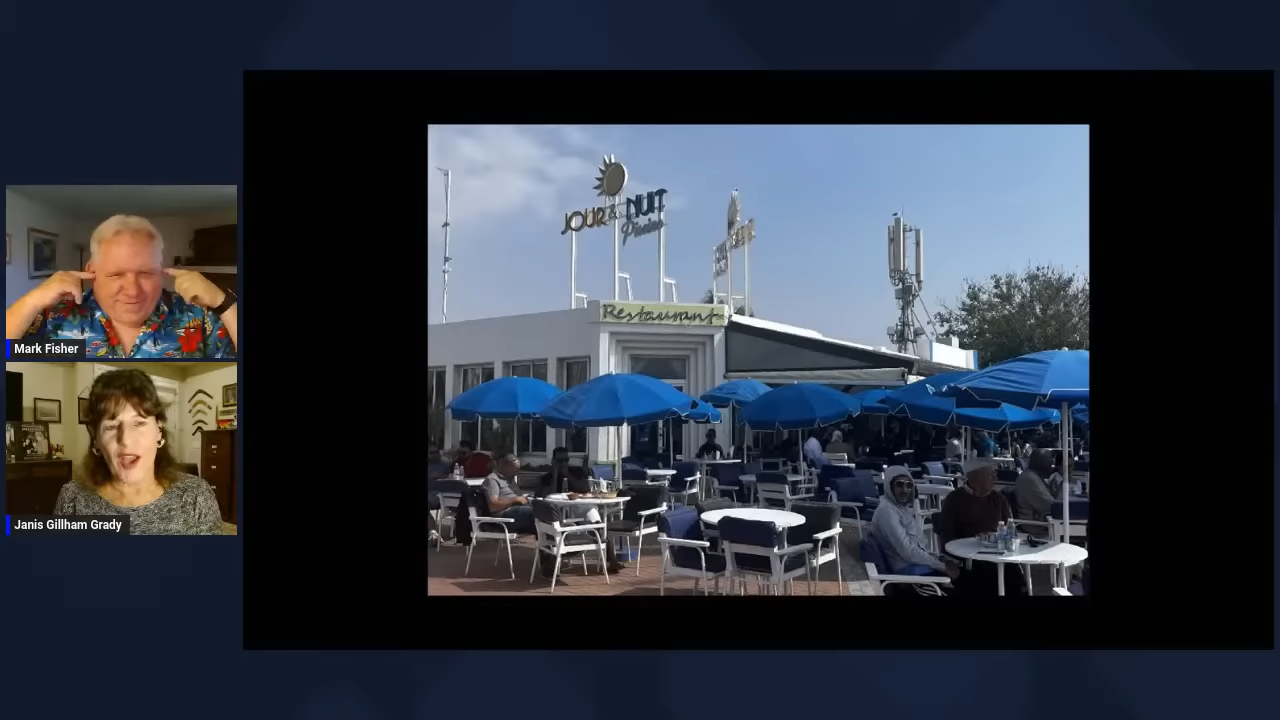 Mark Fisher
Janis Gillham Grady
JOUR & NUIT
Piscine
Restaurant